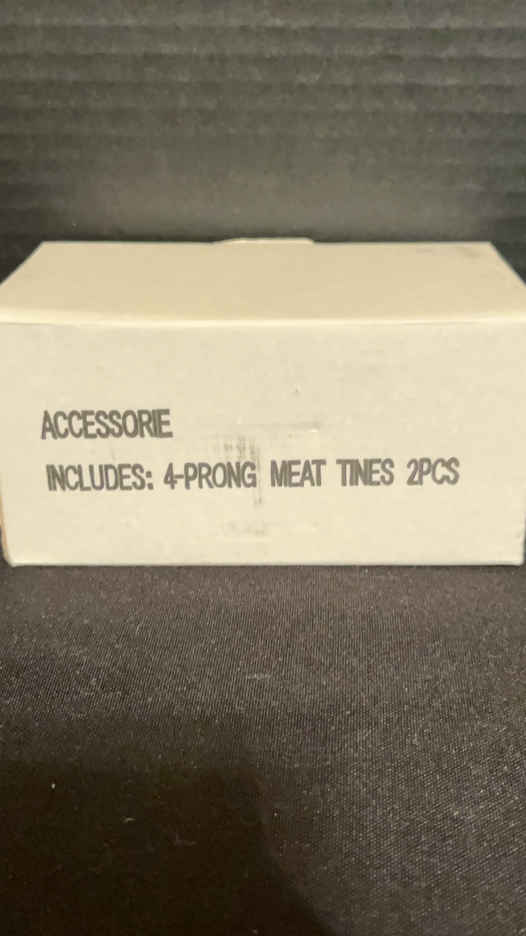 ACCESSORIE
INCLUDES: 4-PRONG MEAT TINES 2PCS